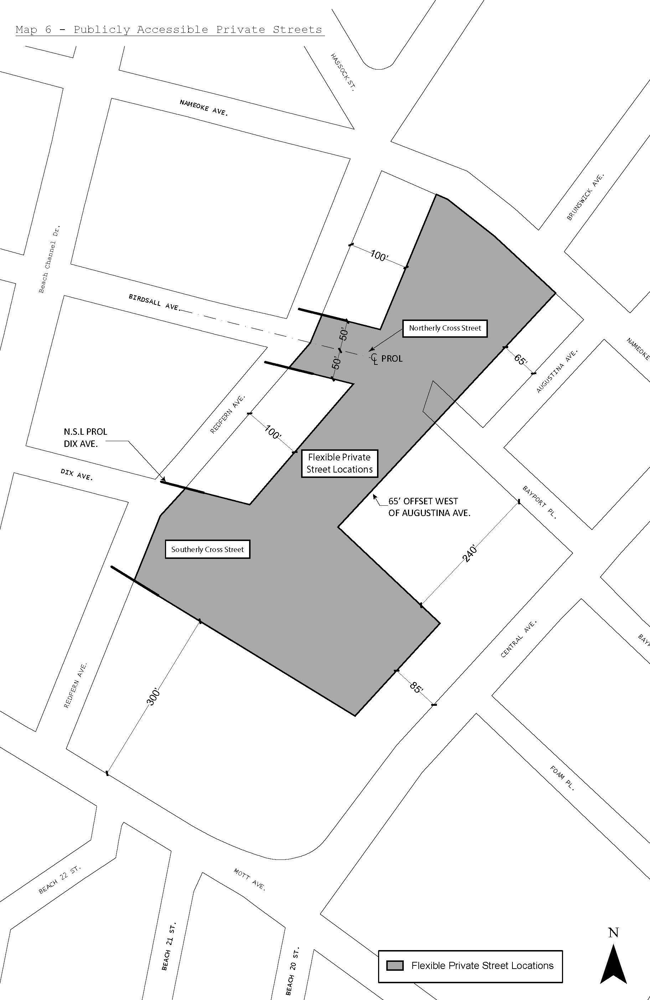 Map 6 - Publicly Accessible Private Streets
HASSOCK ST.
NAMEOKE AVE.
BRUNSWICK AVE.
Beach Channel Dr.
100'
BIRDSALL AVE.
Northerly Cross Street
50'
50'
℄ PROL
65'
AUGUSTINA AVE.
NAMEOKE
REDFERN AVE.
N.S.L PROL
DIX AVE.
100'
Flexible Private
Street Locations
DIX AVE.
65' OFFSET WEST
OF AUGUSTINA AVE.
BAYPORT PL.
Southerly Cross Street
240'
CENTRAL AVE.
BAYP
REDFERN AVE.
300'
85'
FOAM PL.
BEACH 22 ST.
MOTT AVE.
BEACH 21 ST.
BEACH 20 ST.
N
Flexible Private Street Locations